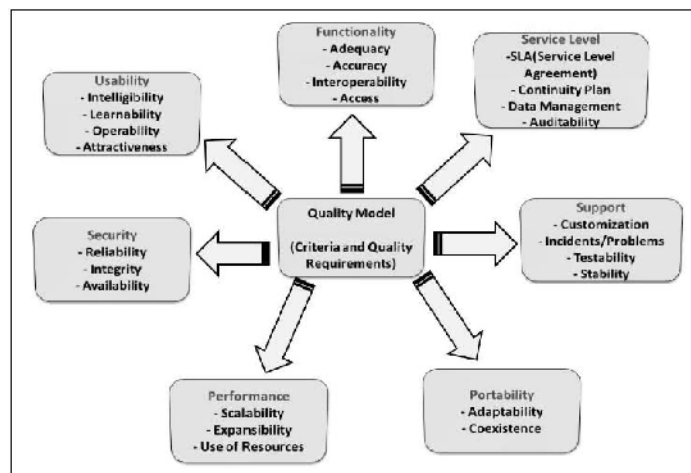 Functionality
- Adequacy
- Accuracy
- Interoperability
- Access
Service Level
-SLA(Service Level
Agreement)
- Continuity Plan
- Data Management
- Auditability
Usability
- Intelligibility
- Learnability
- Operability
- Attractiveness
Quality Model
(Criteria and Quality
Requirements)
Support
- Customization
- Incidents/Problems
- Testability
- Stability
Security
- Reliability
- Integrity
- Availability
Performance
- Scalability
- Expansibility
- Use of Resources
Portability
- Adaptability
- Coexistence